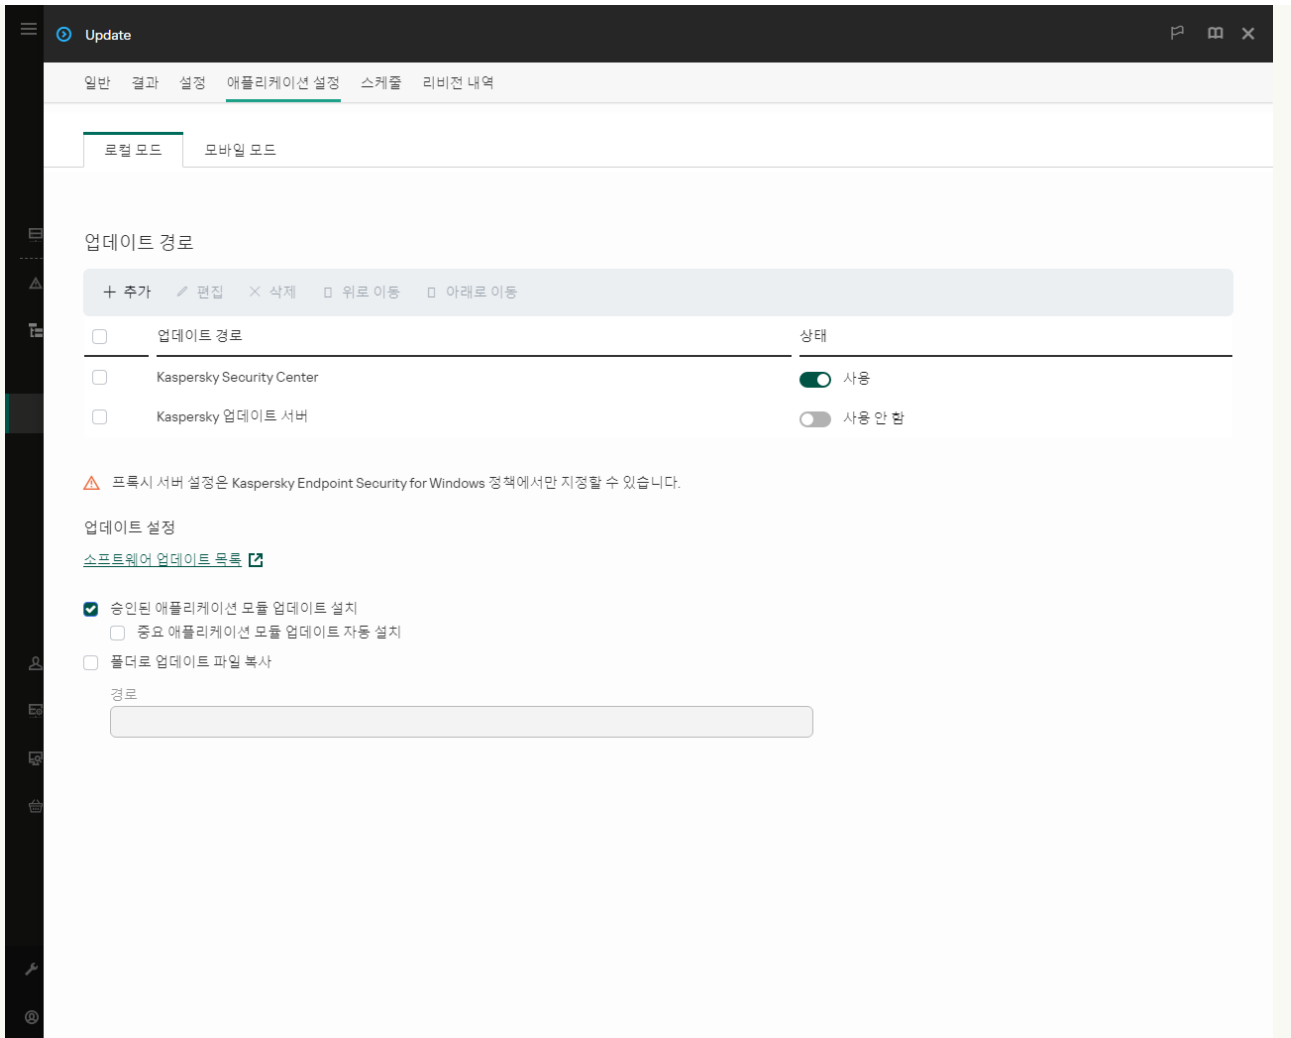 Update
일반 결과 설정 애플리케이션 설정 스케줄 리비전 내역
로컬 모드 모바일 모드
업데이트 경로
추가 편집 삭제 위로 이동 아래로 이동
업데이트 경로 상태
Kaspersky Security Center 사용
Kaspersky 업데이트 서버 사용 안 함
프록시 서버 설정은 Kaspersky Endpoint Security for Windows 정책에서만 지정할 수 있습니다.
업데이트 설정
소프트웨어 업데이트 목록
승인된 애플리케이션 모듈 업데이트 설치
중요 애플리케이션 모듈 업데이트 자동 설치
폴더로 업데이트 파일 복사
경로